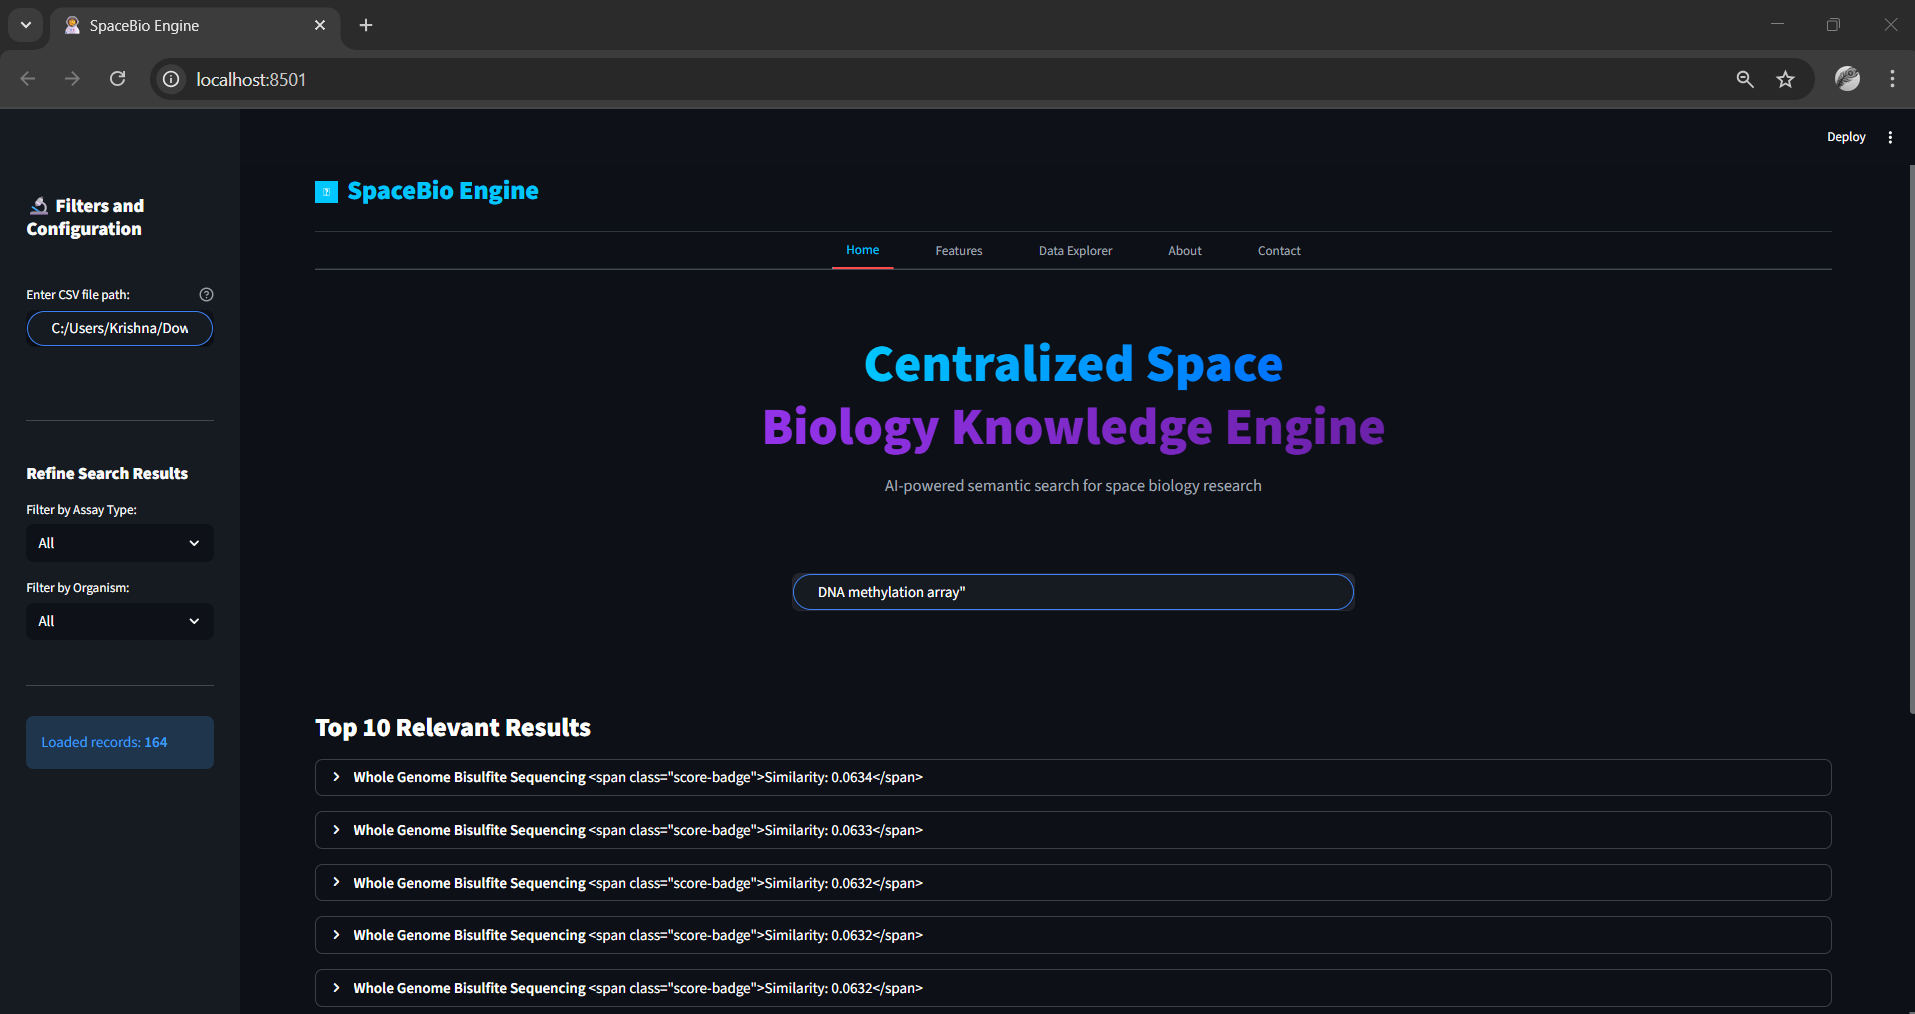 SpaceBio Engine
localhost:8501
Deploy
Filters and
Configuration
Enter CSV file path:
C:/Users/Krishna/Dow
Refine Search Results
Filter by Assay Type:
All
Filter by Organism:
All
Loaded records: 164
SpaceBio Engine
Home Features Data Explorer About Contact
Centralized Space
Biology Knowledge Engine
AI-powered semantic search for space biology research
DNA methylation array"
Top 10 Relevant Results
Whole Genome Bisulfite Sequencing <span class="score-badge">Similarity: 0.0634</span>
Whole Genome Bisulfite Sequencing <span class="score-badge">Similarity: 0.0633</span>
Whole Genome Bisulfite Sequencing <span class="score-badge">Similarity: 0.0632</span>
Whole Genome Bisulfite Sequencing <span class="score-badge">Similarity: 0.0632</span>
Whole Genome Bisulfite Sequencing <span class="score-badge">Similarity: 0.0632</span>